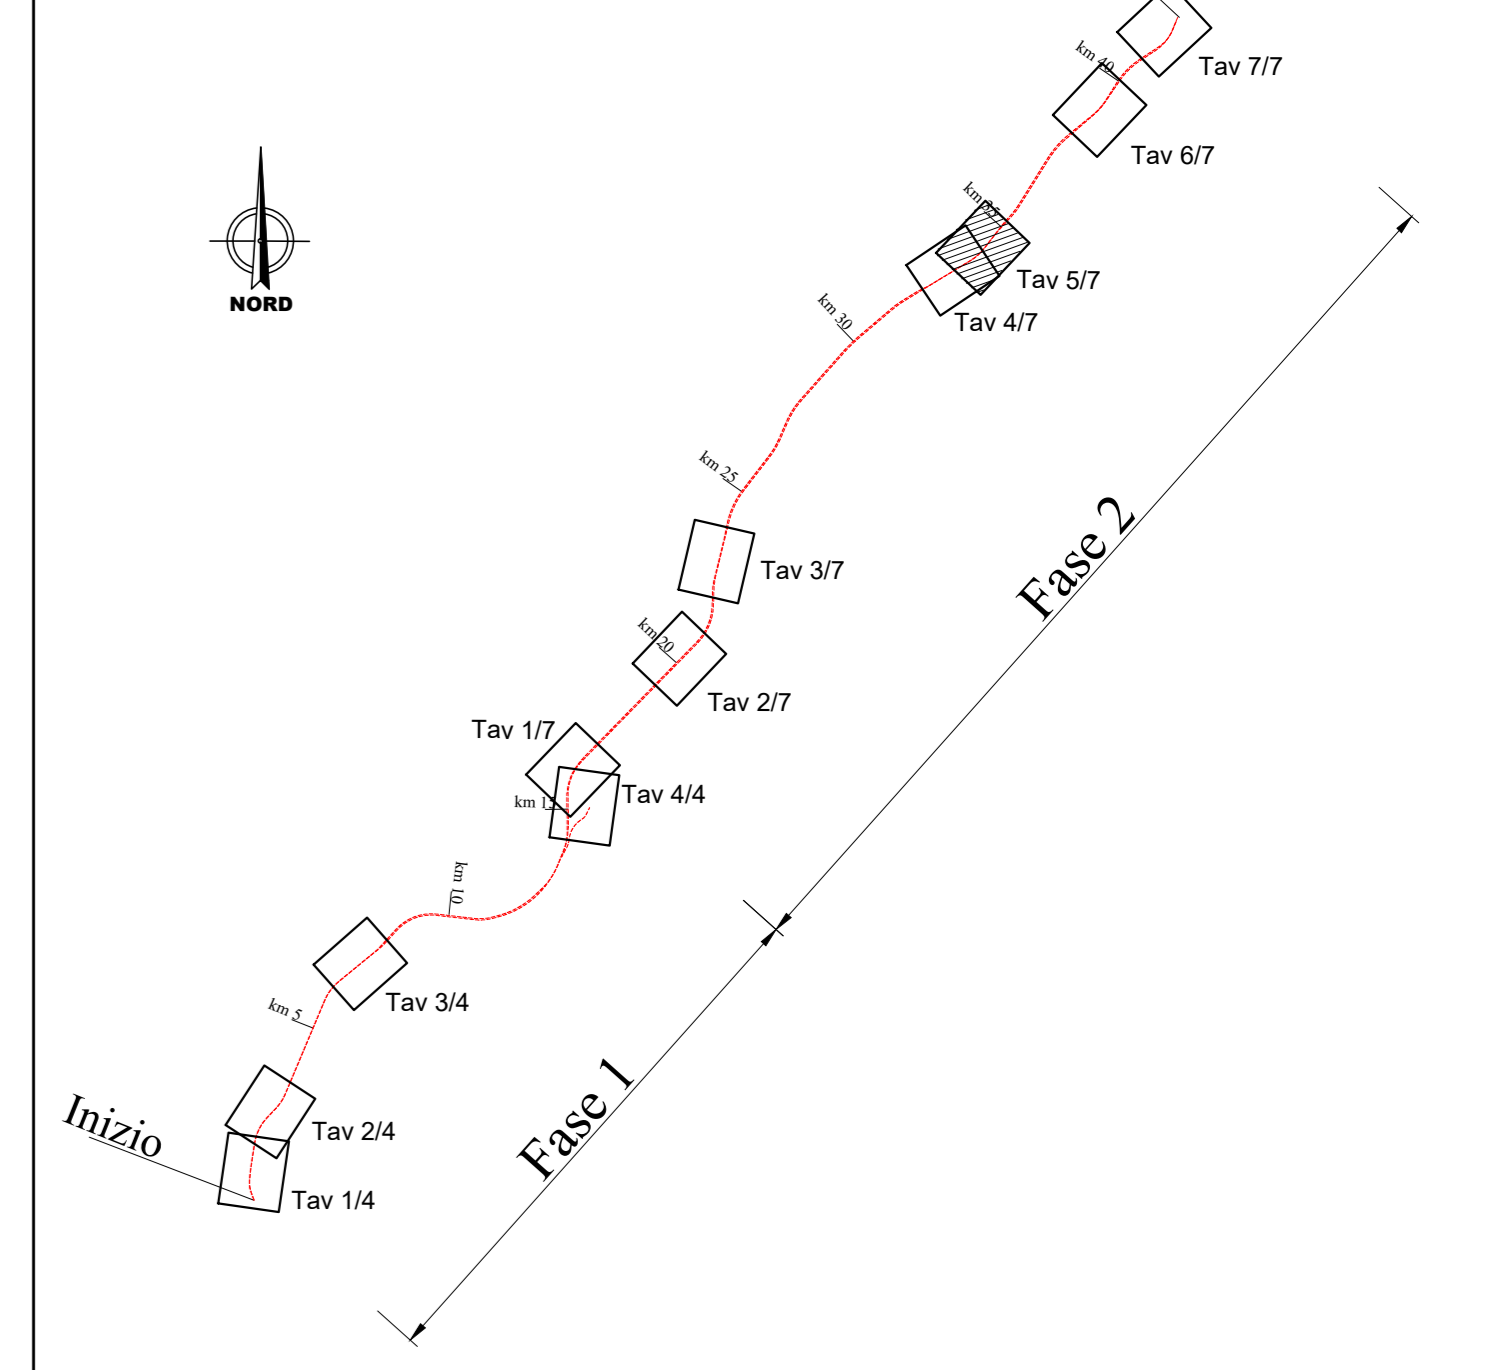 Tav 7/7
km 40
Tav 6/7
km 35
Tav 5/7
Tav 4/7
NORD
km 30
km 25
Fase 2
Tav 3/7
km 20
Tav 2/7
Tav 1/7
Tav 4/4
km 15
km 10
Tav 3/4
km 5
Fase 1
Inizio
Tav 2/4
Tav 1/4